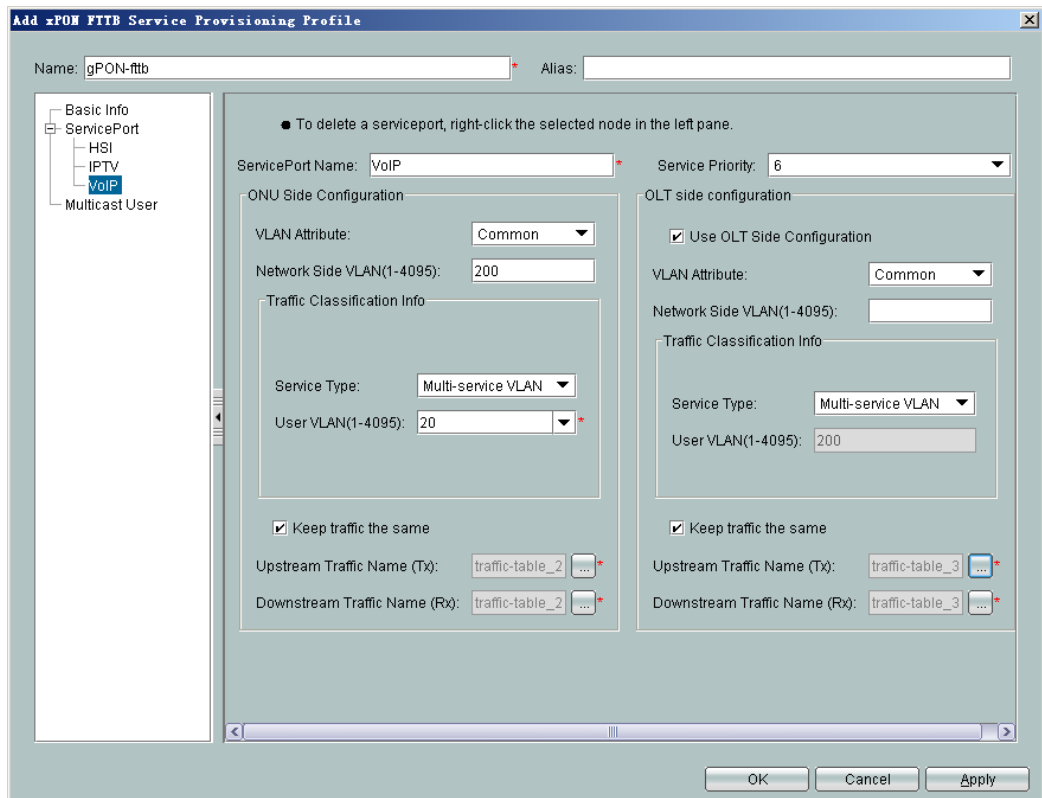 Add xPON FTTB Service Provisioning Profile
Name: gPON-fttb * Alias:
Basic Info
ServicePort
HSI
IPTV
VoIP
Multicast User
● To delete a serviceport, right-click the selected node in the left pane.
ServicePort Name: VoIP * Service Priority: 6
ONU Side Configuration
VLAN Attribute: Common
Network Side VLAN(1-4095): 200
Traffic Classification Info
Service Type: Multi-service VLAN
User VLAN(1-4095): 20 *
Keep traffic the same
Upstream Traffic Name (Tx): traffic-table_2 ... *
Downstream Traffic Name (Rx): traffic-table_2 ... *
OLT side configuration
Use OLT Side Configuration
VLAN Attribute: Common
Network Side VLAN(1-4095):
Traffic Classification Info
Service Type: Multi-service VLAN
User VLAN(1-4095): 200
Keep traffic the same
Upstream Traffic Name (Tx): traffic-table_3 ... *
Downstream Traffic Name (Rx): traffic-table_3 ... *
OK Cancel Apply